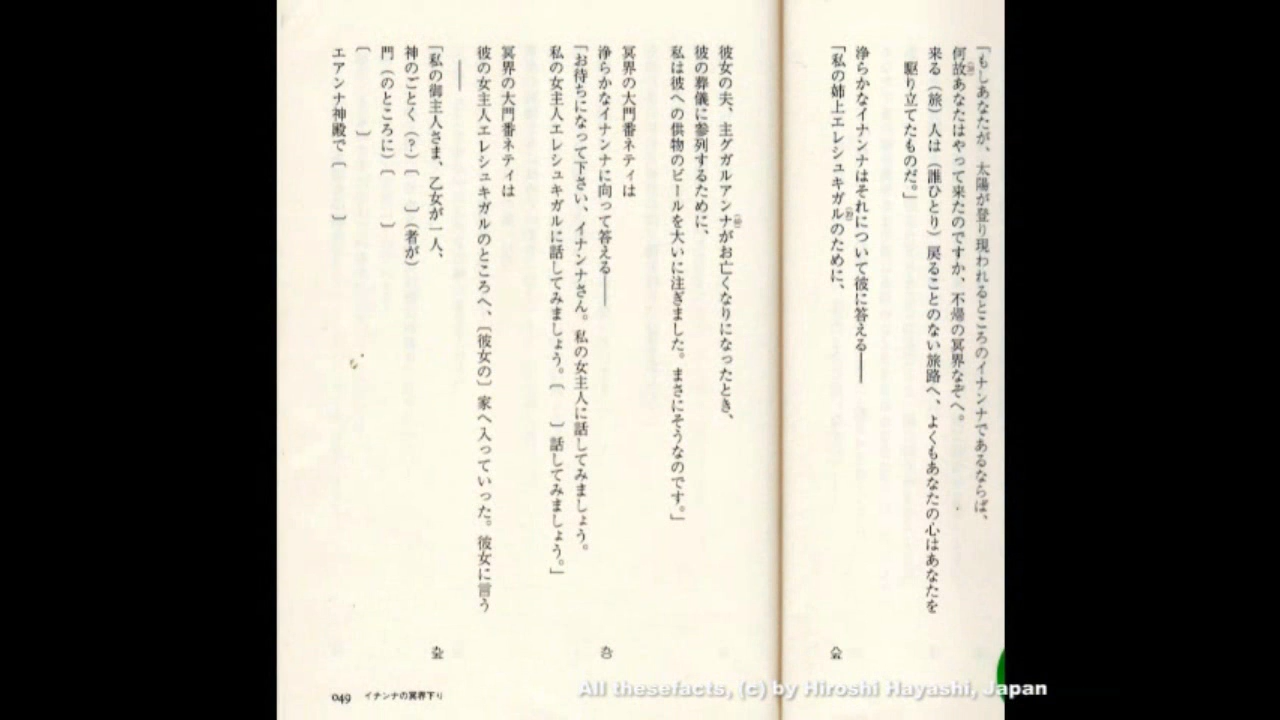 「もしあなたが、太陽が登り現われるところのイナンナであるならば、
何故あなたはやって来たのですか、不帰の冥界なぞへ。
来る（旅）人は（誰ひとり）戻ることのない旅路へ、よくもあなたの心はあなたを
駆り立てたものだ。」
浄らかなイナンナはそれについて彼に答える――
「私の姉上エレシュキガルのために、
彼女の夫、主グガルアンナがお亡くなりになったとき、
彼の葬儀に参列するために、
私は彼への供物のビールを大いに注ぎました。まさにそうなのです。」
冥界の大門番ネティは
浄らかなイナンナに向って答える――
「お待ちになって下さい、イナンナさん。私の女主人に話してみましょう。
私の女主人エレシュキガルに話してみましょう。〔　〕話してみましょう。」
冥界の大門番ネティは
彼の女主人エレシュキガルのところへ、〔彼女の〕家へ入っていった。彼女に言う
――
「私の御主人さま、乙女が一人、
神のごとく（？）〔　〕（者が）
門（のところに）〔　〕
〔　〕
エアンナ神殿で〔　〕
049 イナンナの冥界下り
All thesefacts, (c) by Hiroshi Hayashi, Japan